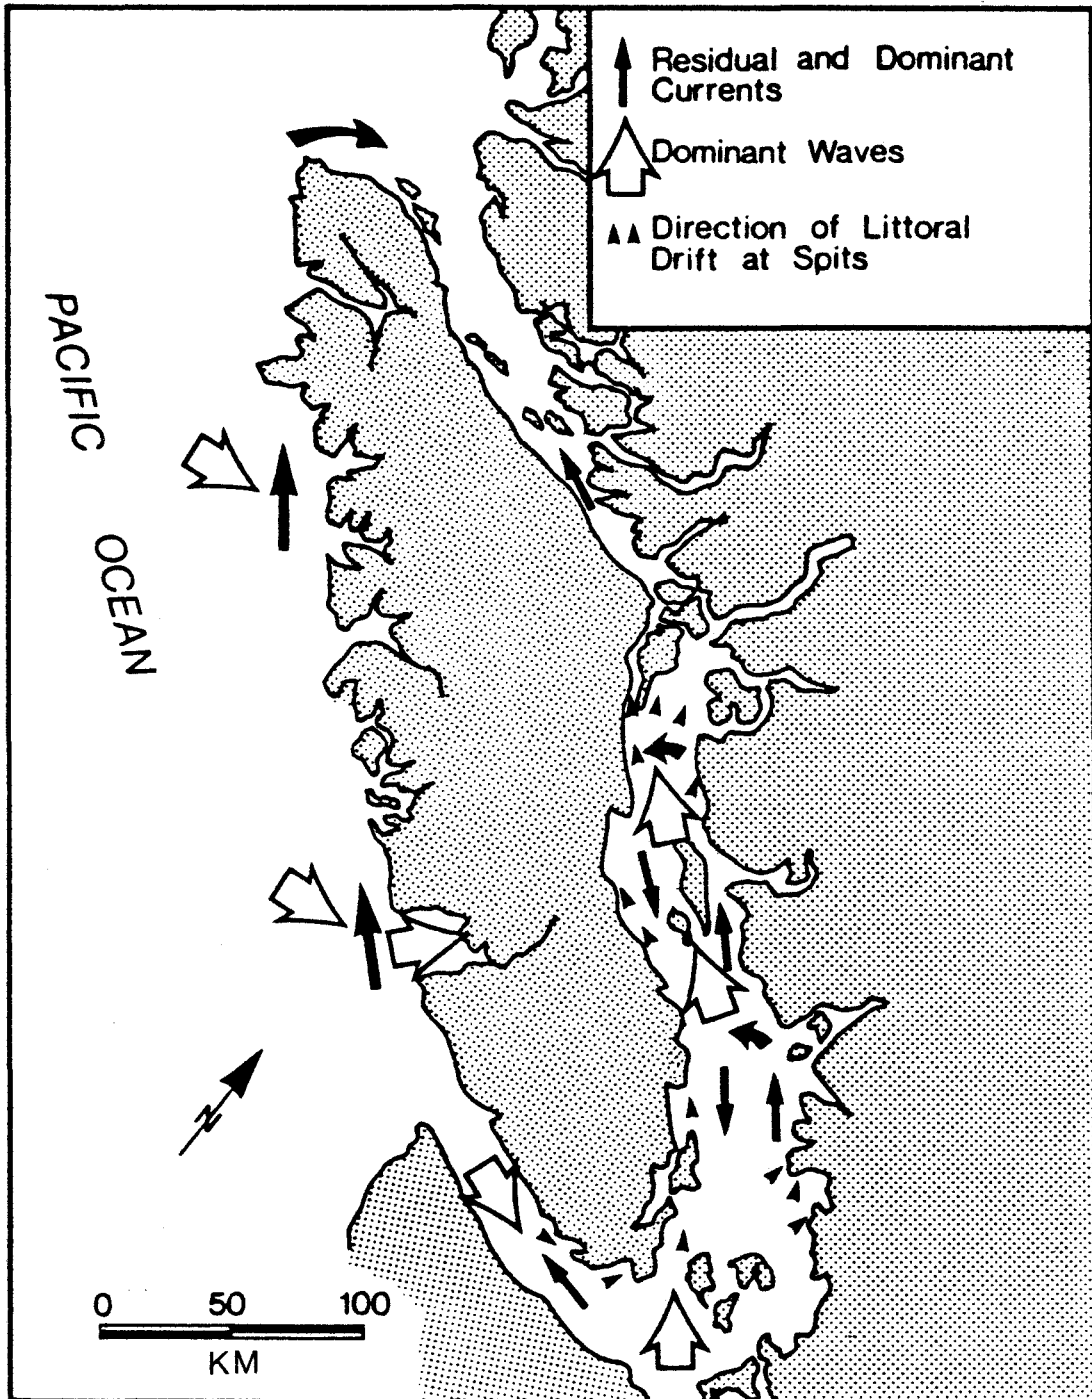 Residual and Dominant
Currents
Dominant Waves
Direction of Littoral
Drift at Spits
PACIFIC
OCEAN
N
0 50 100
KM